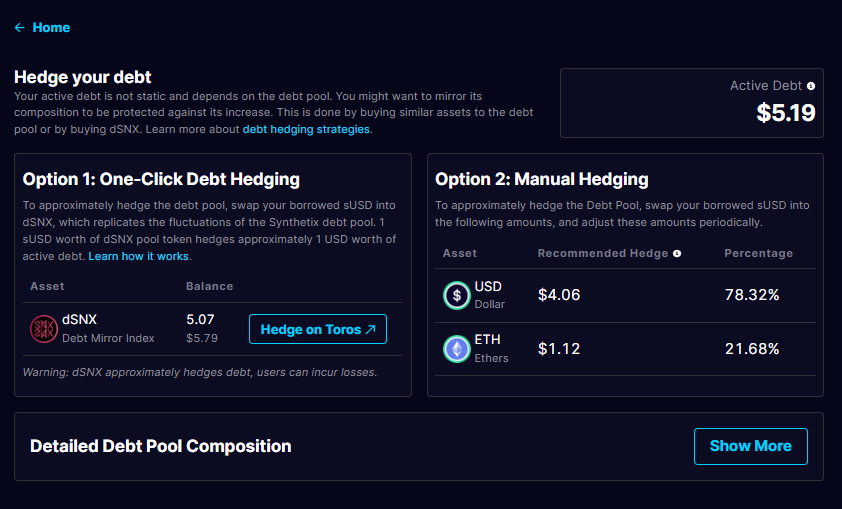 ← Home
Hedge your debt
Your active debt is not static and depends on the debt pool. You might want to mirror its
composition to be protected against its increase. This is done by buying similar assets to the debt
pool or by buying dSNX. Learn more about debt hedging strategies.
Active Debt
$5.19
Option 1: One-Click Debt Hedging
To approximately hedge the debt pool, swap your borrowed sUSD into
dSNX, which replicates the fluctuations of the Synthetix debt pool. 1
sUSD worth of dSNX pool token hedges approximately 1 USD worth of
active debt. Learn how it works.
Asset Balance
dSNX 5.07
Debt Mirror Index $5.79
Hedge on Toros ↗
Warning: dSNX approximately hedges debt, users can incur losses.
Option 2: Manual Hedging
To approximately hedge the Debt Pool, swap your borrowed sUSD into
the following amounts, and adjust these amounts periodically.
Asset Recommended Hedge Percentage
USD
Dollar
$4.06 78.32%
ETH
Ethers
$1.12 21.68%
Detailed Debt Pool Composition
Show More